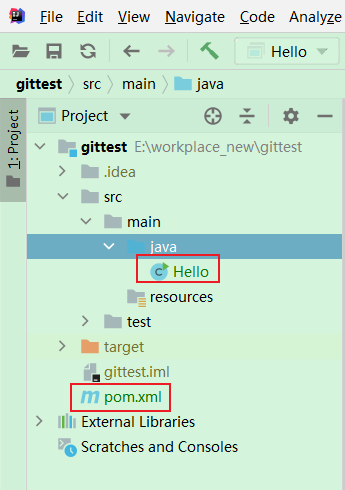 File Edit View Navigate Code Analyze
Hello
gittest src main java
1: Project
Project
gittest E:\workplace_new\gittest
.idea
src
main
java
C Hello
resources
test
target
gittest.iml
m pom.xml
External Libraries
Scratches and Consoles